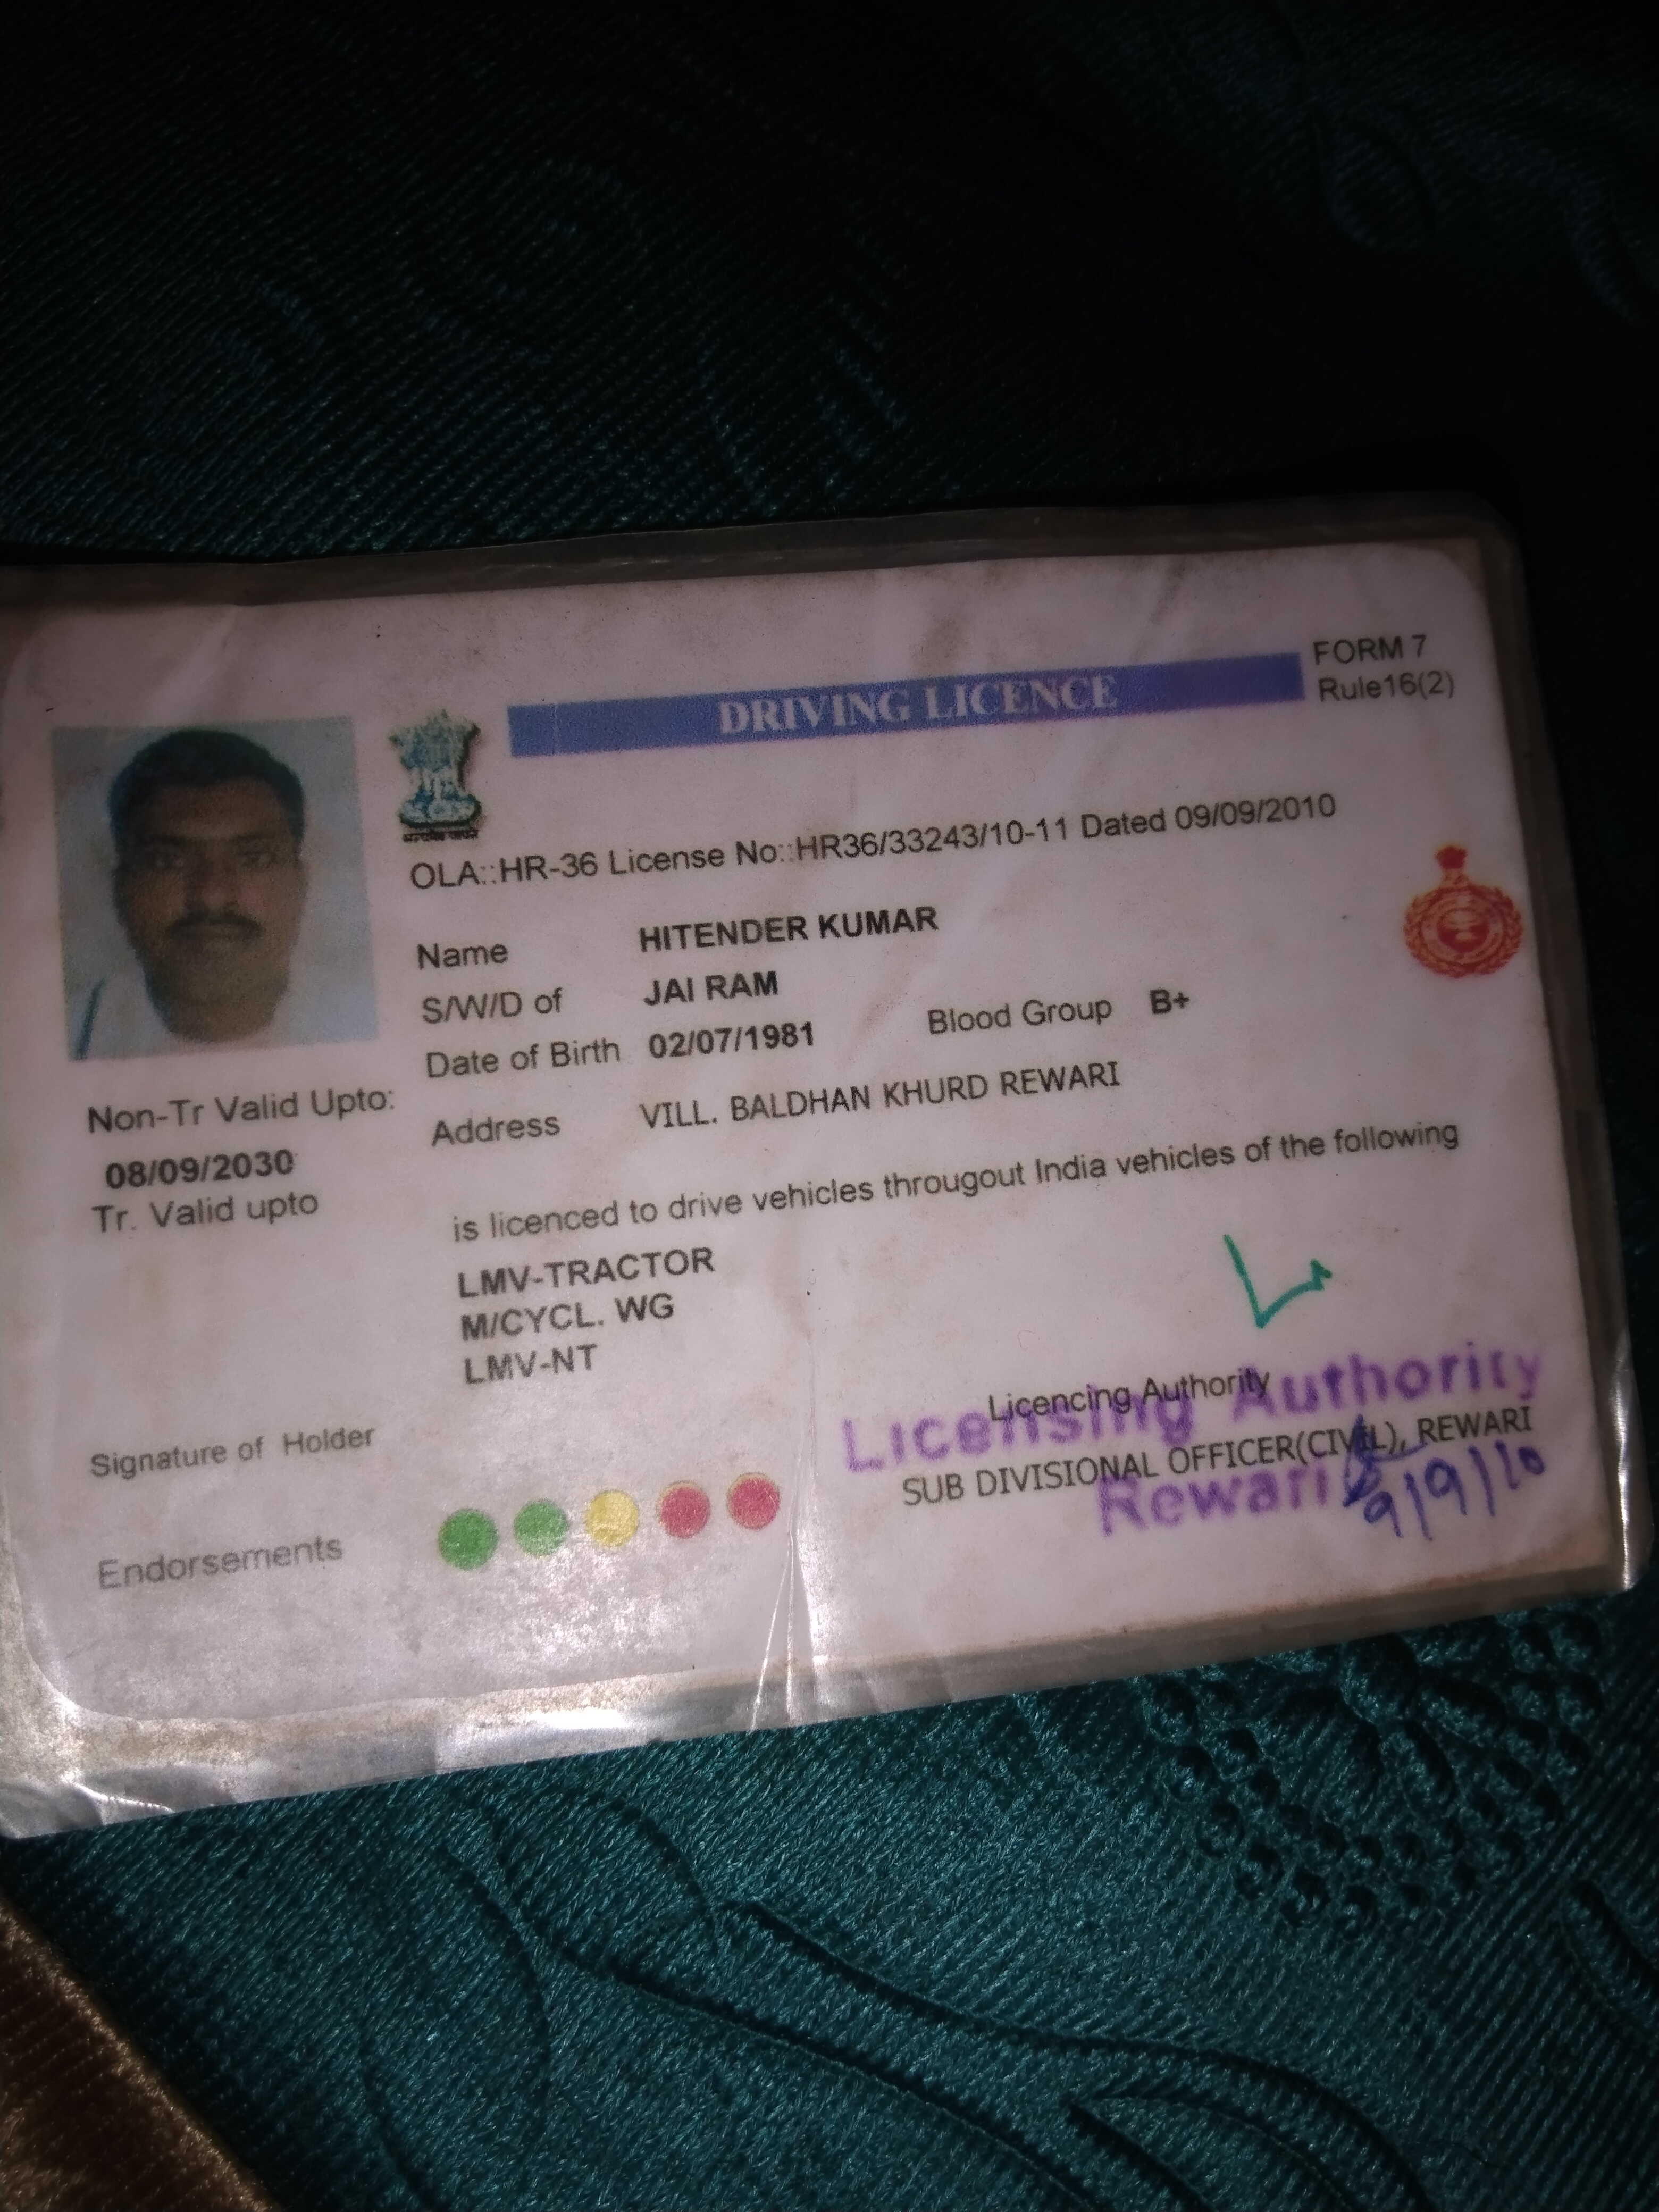 DRIVING LICENCE
FORM 7
Rule16(2)
OLA::HR-36 License No::HR36/33243/10-11 Dated 09/09/2010
Name HITENDER KUMAR
S/W/D of JAI RAM
Date of Birth 02/07/1981 Blood Group B+
Address VILL. BALDHAN KHURD REWARI
Non-Tr Valid Upto:
08/09/2030
Tr. Valid upto
is licenced to drive vehicles througout India vehicles of the following
LMV-TRACTOR
M/CYCL. WG
LMV-NT
Licencing Authority
Licensing Authority
SUB DIVISIONAL OFFICER(CIVIL), REWARI
Rewari
9/9/10
Signature of Holder
Endorsements